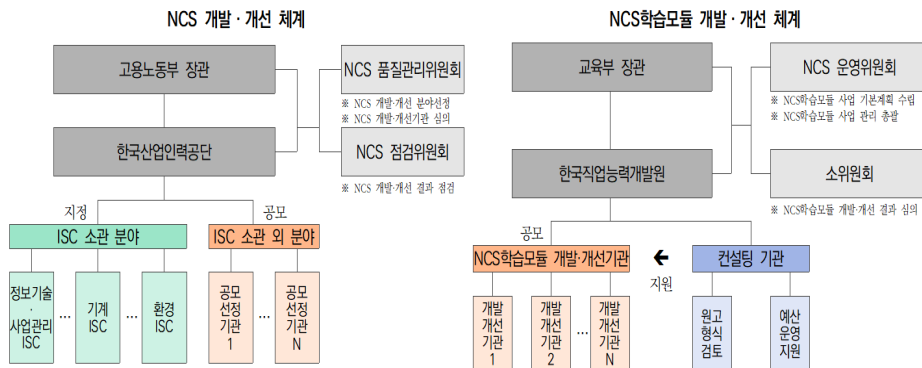 NCS 개발·개선 체계
고용노동부 장관
NCS 품질관리위원회
※ NCS 개발·개선 분야선정
※ NCS 개발·개선기관 심의
한국산업인력공단
NCS 점검위원회
※ NCS 개발·개선 결과 점검
지정
공모
ISC 소관 분야
ISC 소관 외 분야
정보기술
·
사업관리
ISC
...
기계
ISC
...
환경
ISC
공모
선정
기관
1
...
공모
선정
기관
N
NCS학습모듈 개발·개선 체계
교육부 장관
NCS 운영위원회
※ NCS학습모듈 사업 기본계획 수립
※ NCS학습모듈 사업 관리 총괄
한국직업능력개발원
소위원회
※ NCS학습모듈 개발·개선 결과 심의
공모
NCS학습모듈 개발·개선기관
←
지원
컨설팅 기관
개발
개선
기관
1
개발
개선
기관
2
...
개발
개선
기관
N
원고
형식
검토
예산
운영
지원